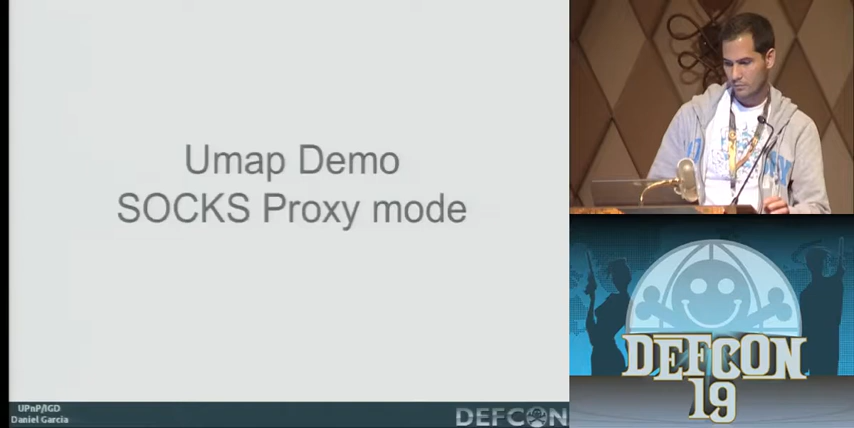 Umap Demo
SOCKS Proxy mode
UPnP/IGD
Daniel Garcia
DEFCON
DEFCON
19